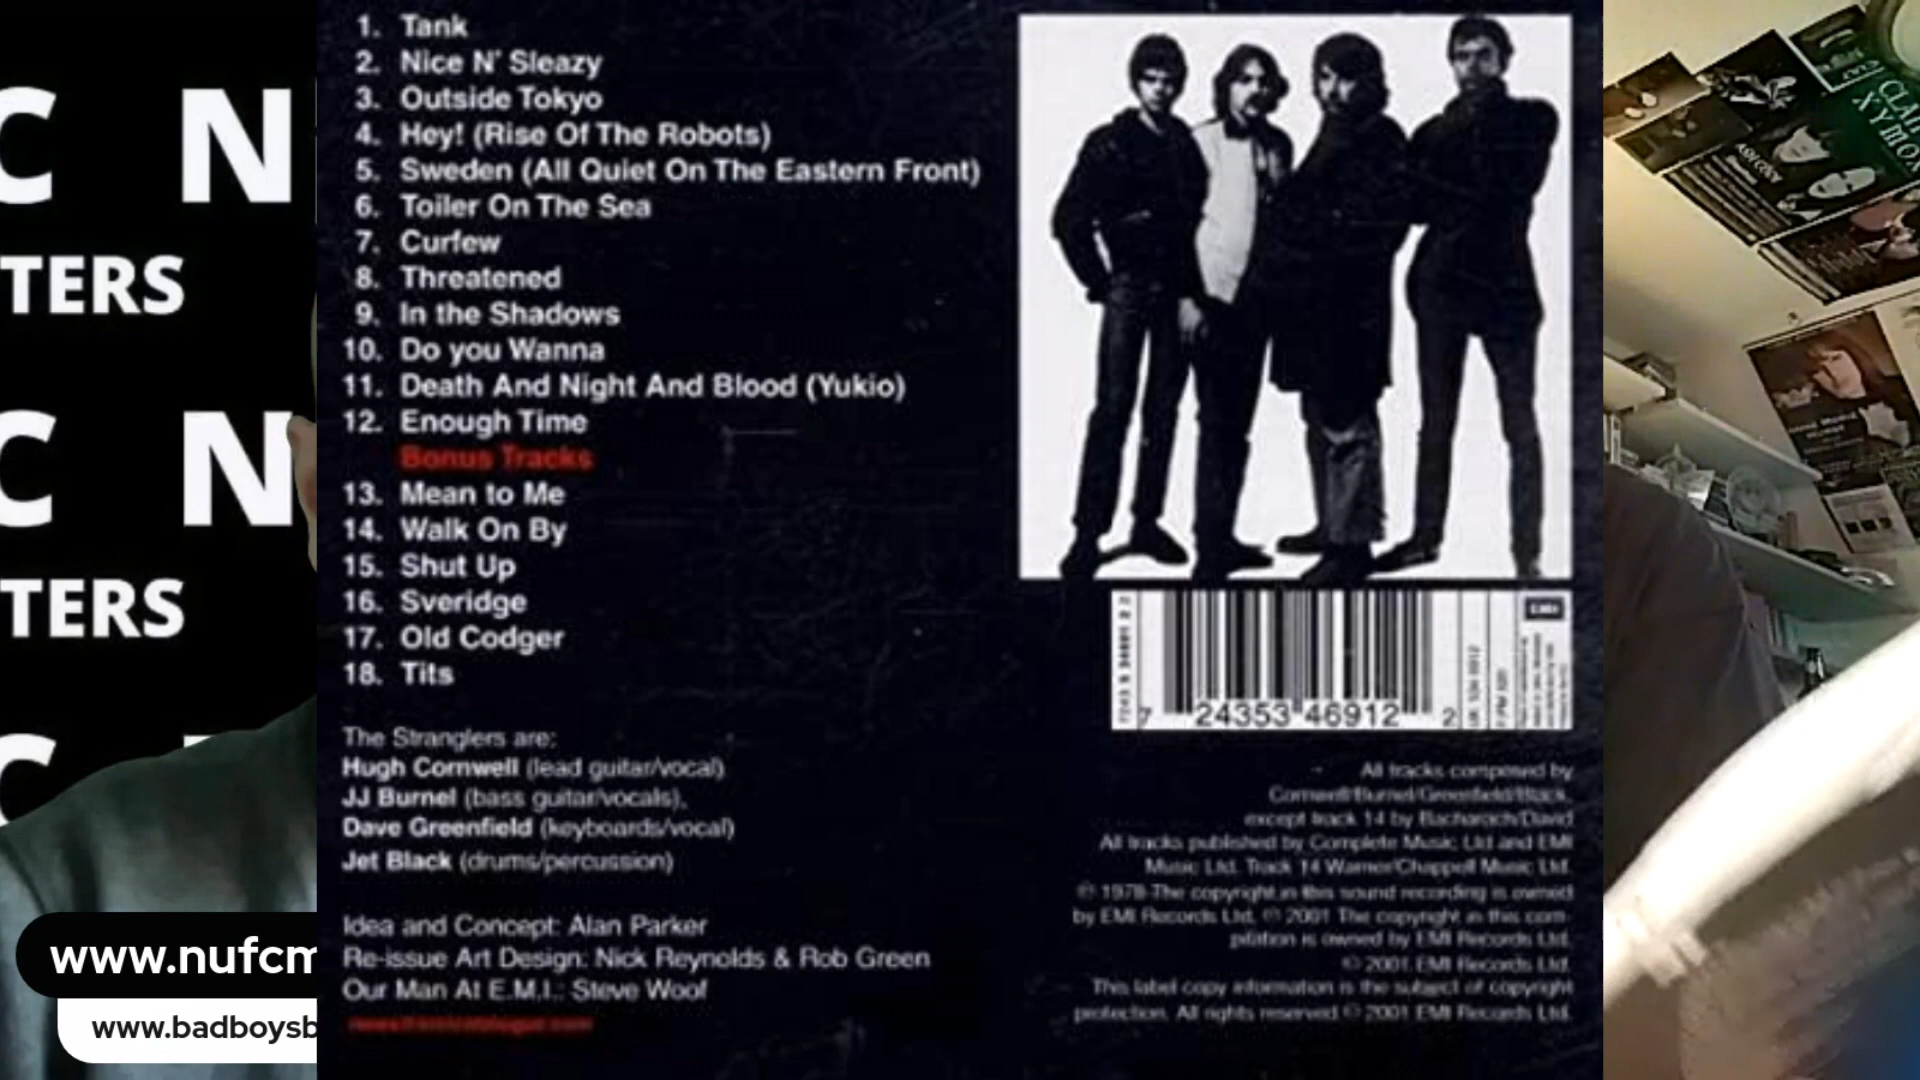 C N
TERS
C N
TERS
C
www.nufcm
www.badboysb
1. Tank
2. Nice N' Sleazy
3. Outside Tokyo
4. Hey! (Rise Of The Robots)
5. Sweden (All Quiet On The Eastern Front)
6. Toiler On The Sea
7. Curfew
8. Threatened
9. In the Shadows
10. Do you Wanna
11. Death And Night And Blood (Yukio)
12. Enough Time
Bonus Tracks
13. Mean to Me
14. Walk On By
15. Shut Up
16. Sveridge
17. Old Codger
18. Tits
The Stranglers are:
Hugh Cornwell (lead guitar/vocal)
JJ Burnel (bass guitar/vocals),
Dave Greenfield (keyboards/vocal)
Jet Black (drums/percussion)
Idea and Concept: Alan Parker
Re-issue Art Design: Nick Reynolds & Rob Green
Our Man At E.M.I.: Steve Woof
EMI
7 24353 46912 2
All tracks composed by
Cornwell/Burnel/Greenfield/Black,
except track 14 by Bacharach/David
All tracks published by Complete Music Ltd and EMI
Music Ltd. Track 14 Warner/Chappell Music Ltd.
℗ 1978 The copyright in this sound recording is owned
by EMI Records Ltd. ℗ 2001 The copyright in this com-
pilation is owned by EMI Records Ltd.
© 2001 EMI Records Ltd.
This label copy information is the subject of copyright
protection. All rights reserved.© 2001 EMI Records Ltd.
CLAN
XYMOX